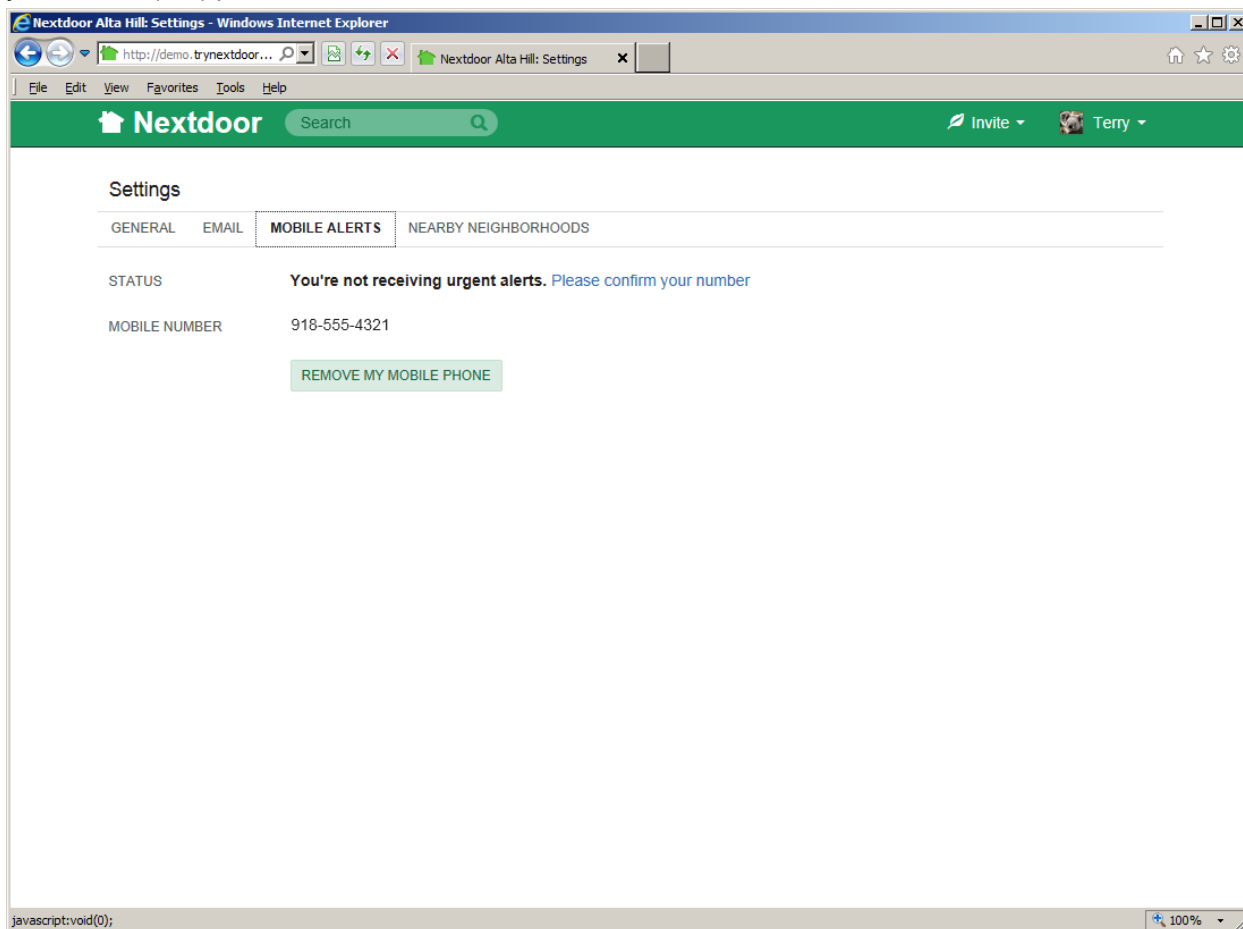 Nextdoor Alta Hill: Settings - Windows Internet Explorer
http://demo.trynextdoor... Nextdoor Alta Hill: Settings
File Edit View Favorites Tools Help
Nextdoor Search Invite Terry
Settings
GENERAL EMAIL MOBILE ALERTS NEARBY NEIGHBORHOODS
STATUS You're not receiving urgent alerts. Please confirm your number
MOBILE NUMBER 918-555-4321
REMOVE MY MOBILE PHONE
javascript:void(0); 100%